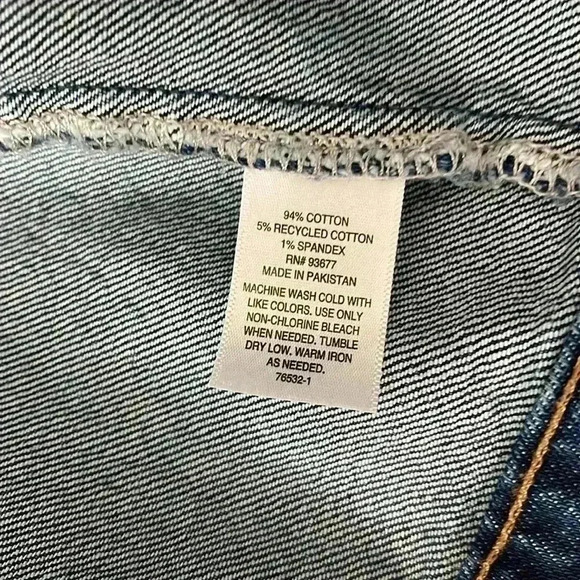 94% COTTON
5% RECYCLED COTTON
1% SPANDEX
RN# 93677
MADE IN PAKISTAN
MACHINE WASH COLD WITH
LIKE COLORS. USE ONLY
NON-CHLORINE BLEACH
WHEN NEEDED. TUMBLE
DRY LOW. WARM IRON
AS NEEDED.
76532-1